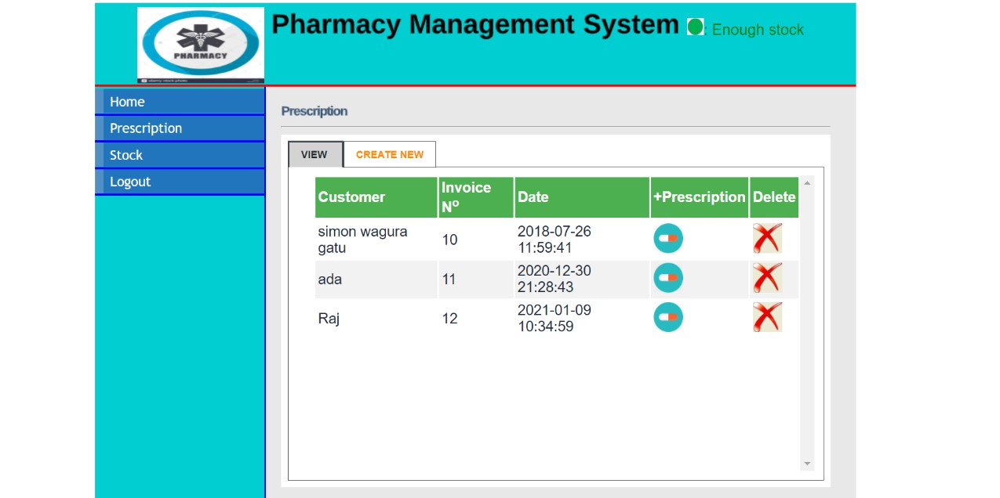 Pharmacy Management System : Enough stock
PHARMACY
Home
Prescription
Stock
Logout
Prescription
VIEW CREATE NEW
Customer Invoice Nº Date +Prescription Delete
simon wagura gatu 10 2018-07-26 11:59:41
ada 11 2020-12-30 21:28:43
Raj 12 2021-01-09 10:34:59